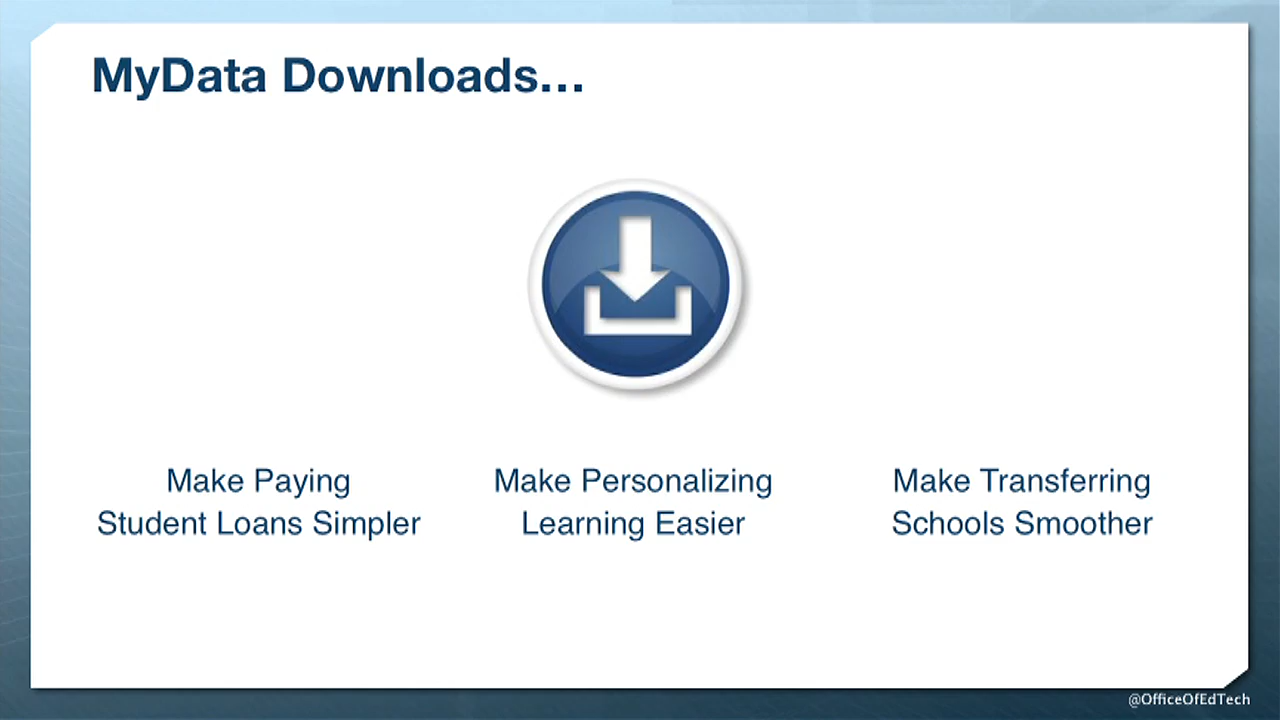 MyData Downloads...
Make Paying
Student Loans Simpler
Make Personalizing
Learning Easier
Make Transferring
Schools Smoother
@OfficeOfEdTech